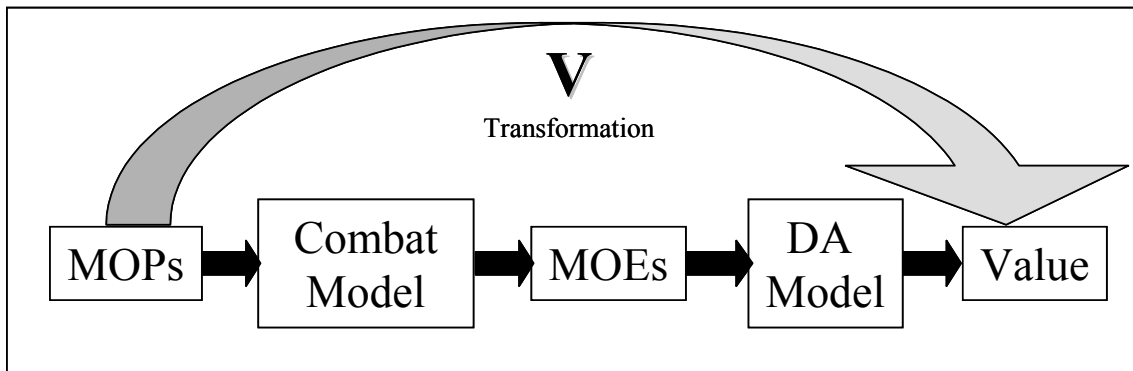 V
Transformation
MOPs
Combat
Model
MOEs
DA
Model
Value